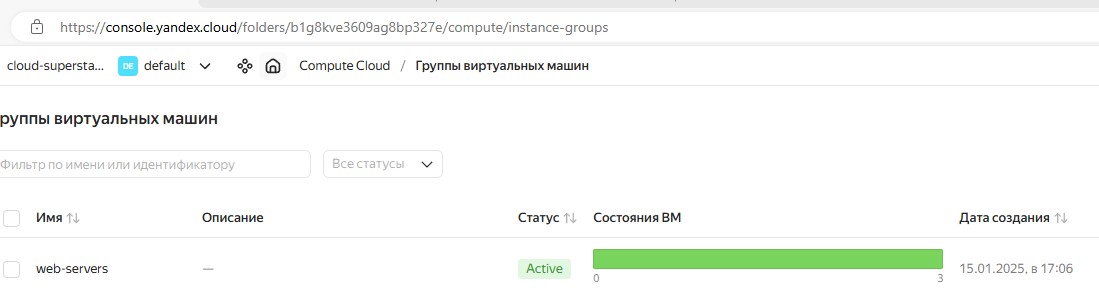 https://console.yandex.cloud/folders/b1g8kve3609ag8bp327e/compute/instance-groups
cloud-supersta... DE default Compute Cloud / Группы виртуальных машин
руппы виртуальных машин
Фильтр по имени или идентификатору Все статусы
Имя Описание Статус Состояния ВМ Дата создания
web-servers — Active 15.01.2025, в 17:06
0 3